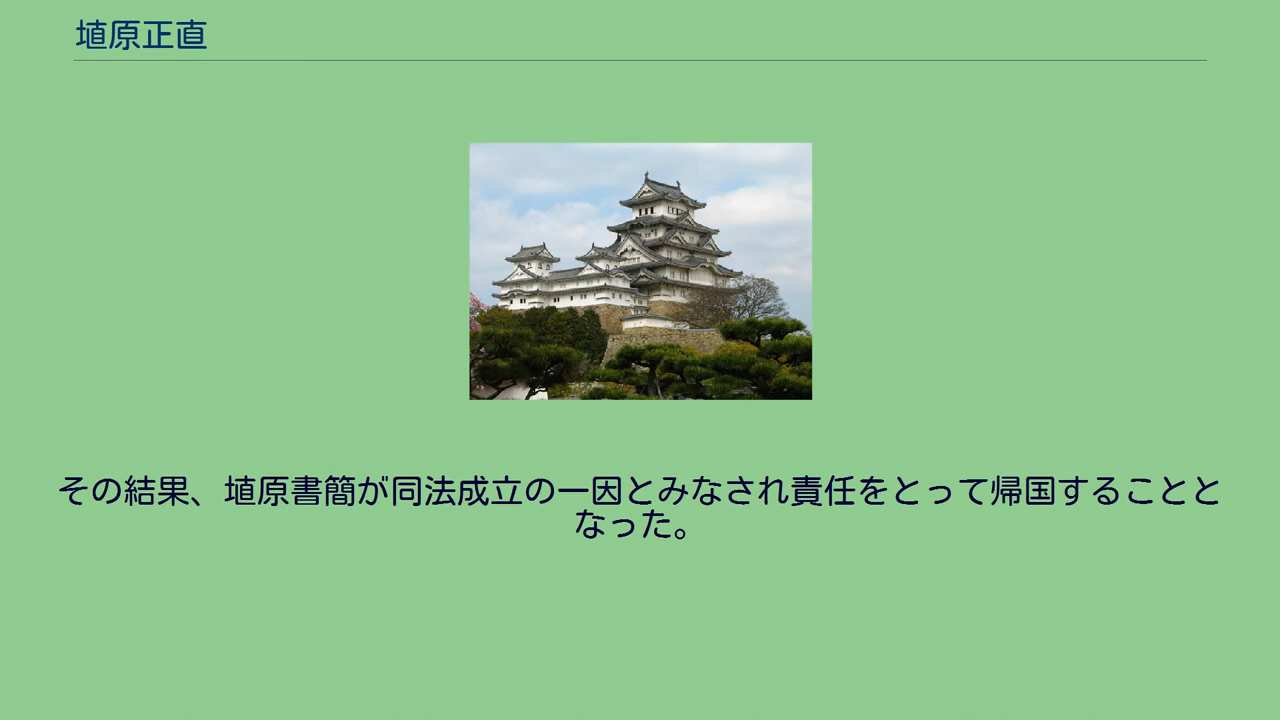 埴原正直
その結果、埴原書簡が同法成立の一因とみなされ責任をとって帰国することと
なった。